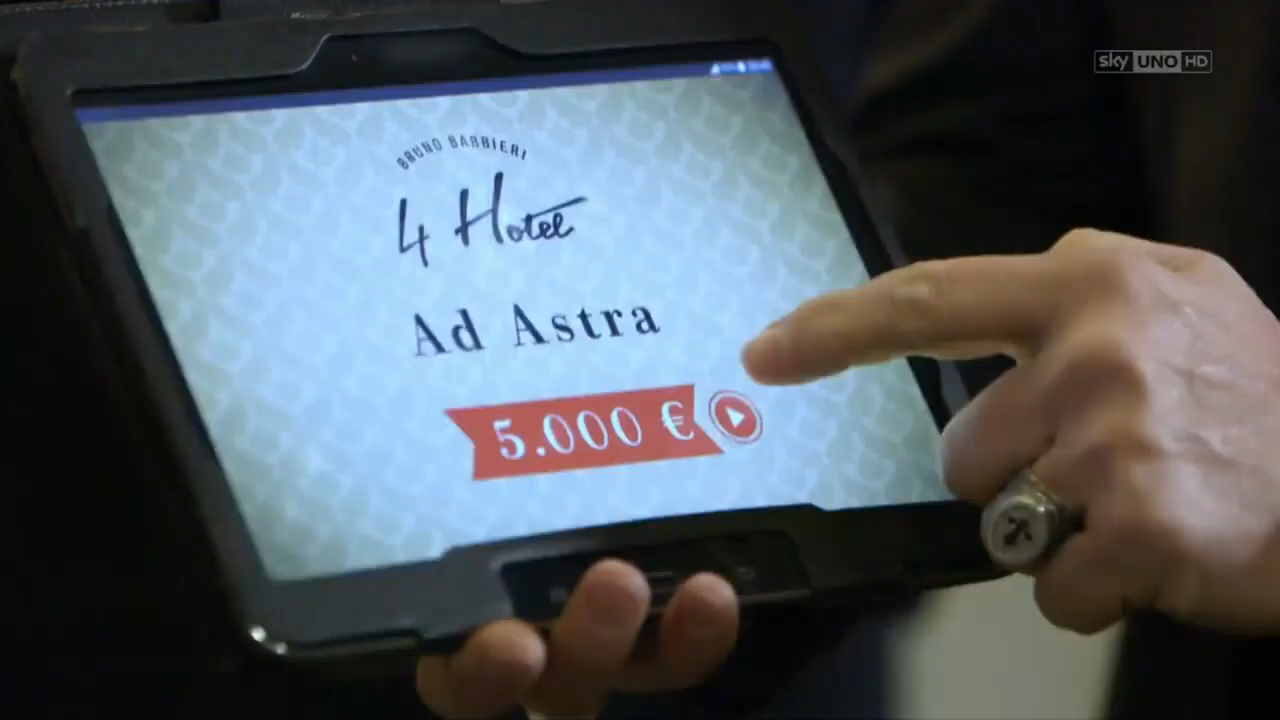 sky UNO HD
BRUNO BARBIERI
4 Hotel
Ad Astra
5.000 €